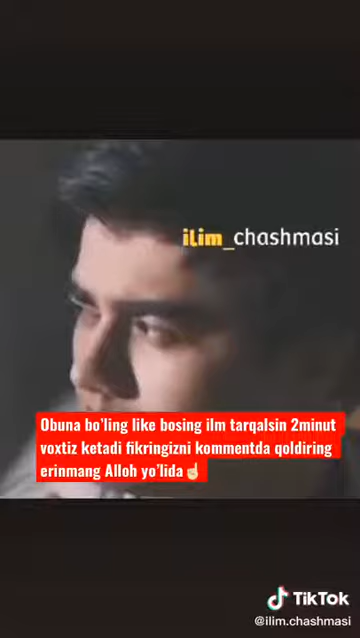 ilim_chashmasi
Obuna bo’ling like bosing ilm tarqalsin 2minut
voxtiz ketadi fikringizni kommentda qoldiring
erinmang Alloh yo’lida☝🏻
TikTok
@ilim.chashmasi